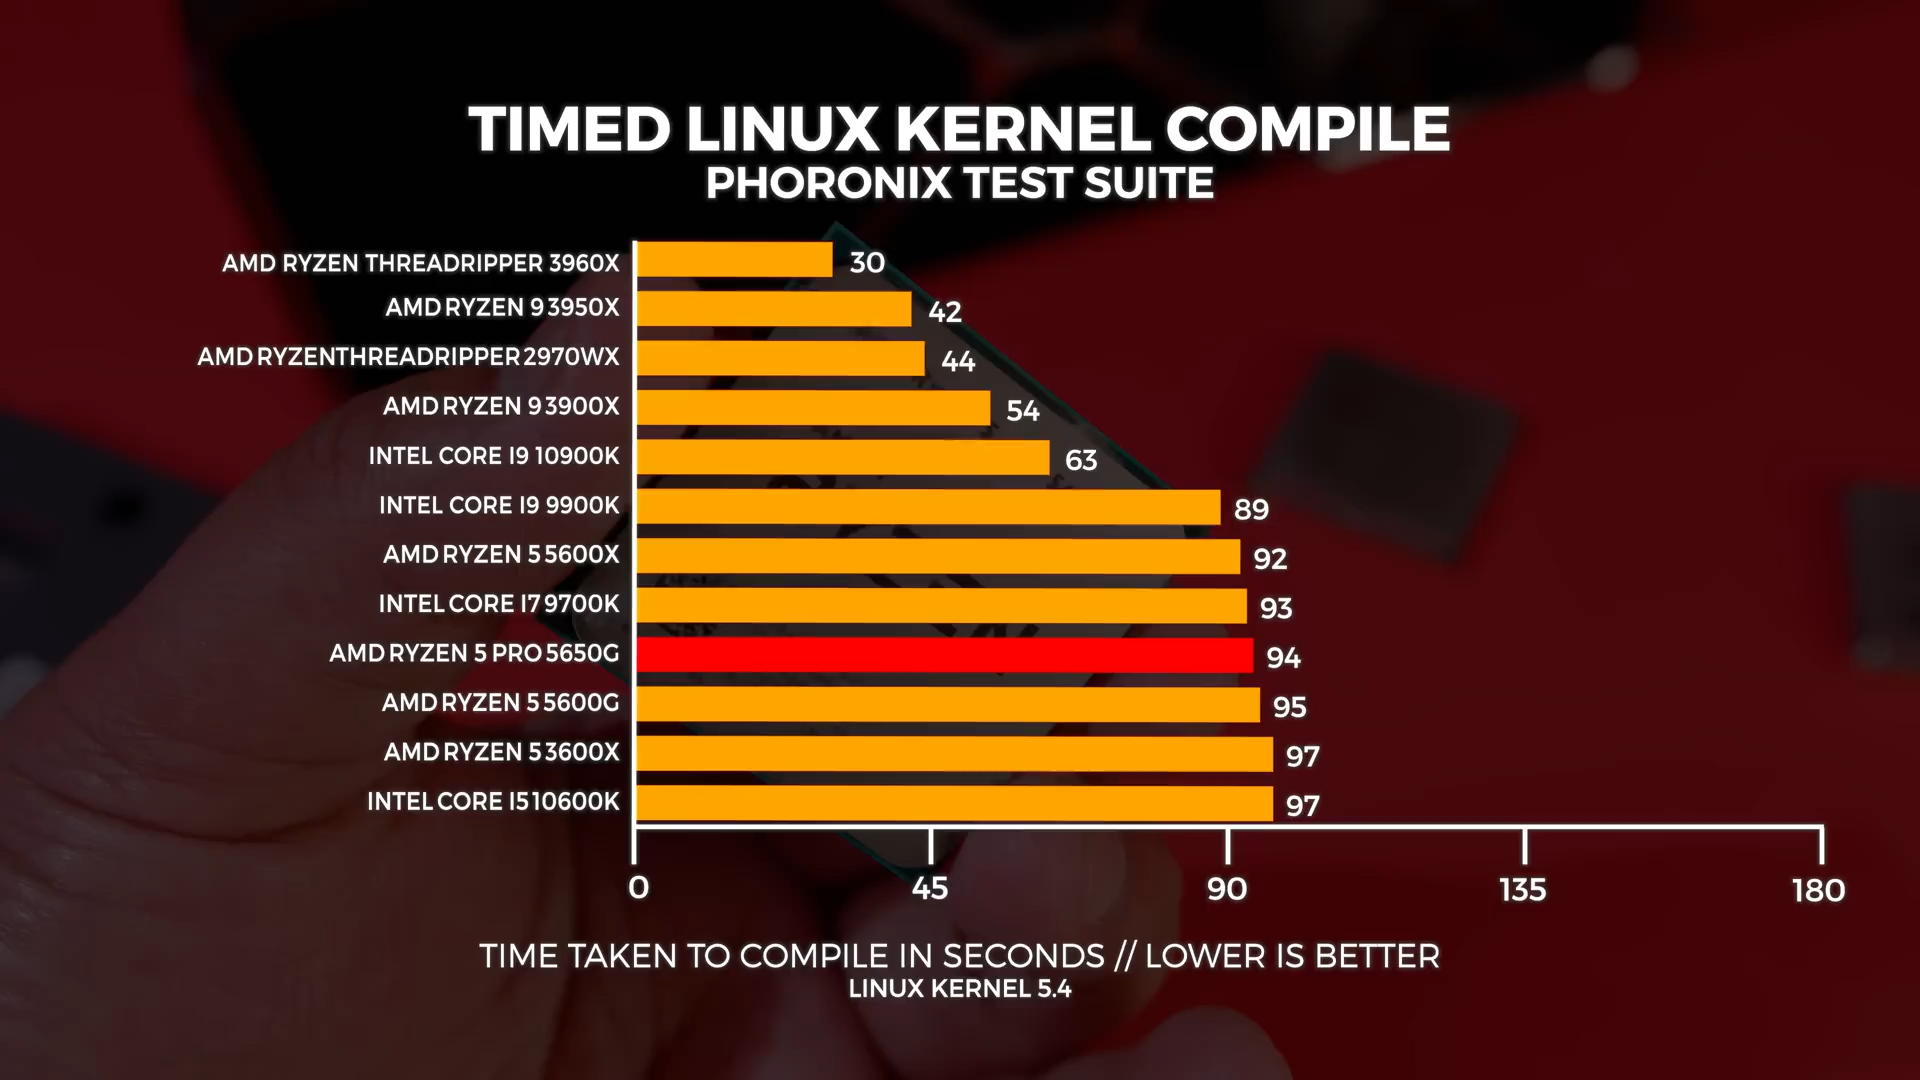 TIMED LINUX KERNEL COMPILE
PHORONIX TEST SUITE
AMD RYZEN THREADRIPPER 3960X 30
AMD RYZEN 9 3950X 42
AMD RYZEN THREADRIPPER 2970WX 44
AMD RYZEN 9 3900X 54
INTEL CORE I9 10900K 63
INTEL CORE I9 9900K 89
AMD RYZEN 5 5600X 92
INTEL CORE I7 9700K 93
AMD RYZEN 5 PRO 5650G 94
AMD RYZEN 5 5600G 95
AMD RYZEN 5 3600X 97
INTEL CORE I5 10600K 97
0 45 90 135 180
TIME TAKEN TO COMPILE IN SECONDS // LOWER IS BETTER
LINUX KERNEL 5.4